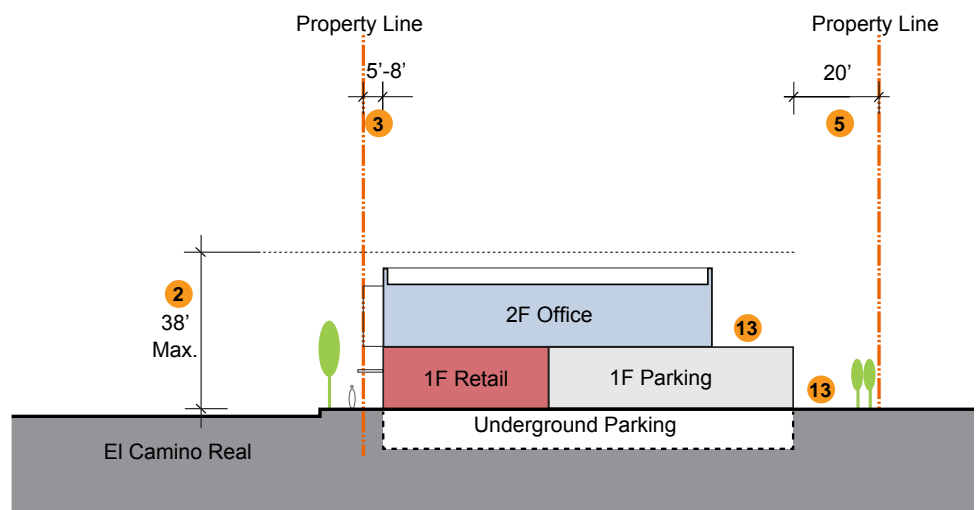 Property Line
Property Line
5’-8’
20’
3
5
2
38’
Max.
2F Office
13
1F Retail
1F Parking
13
Underground Parking
El Camino Real